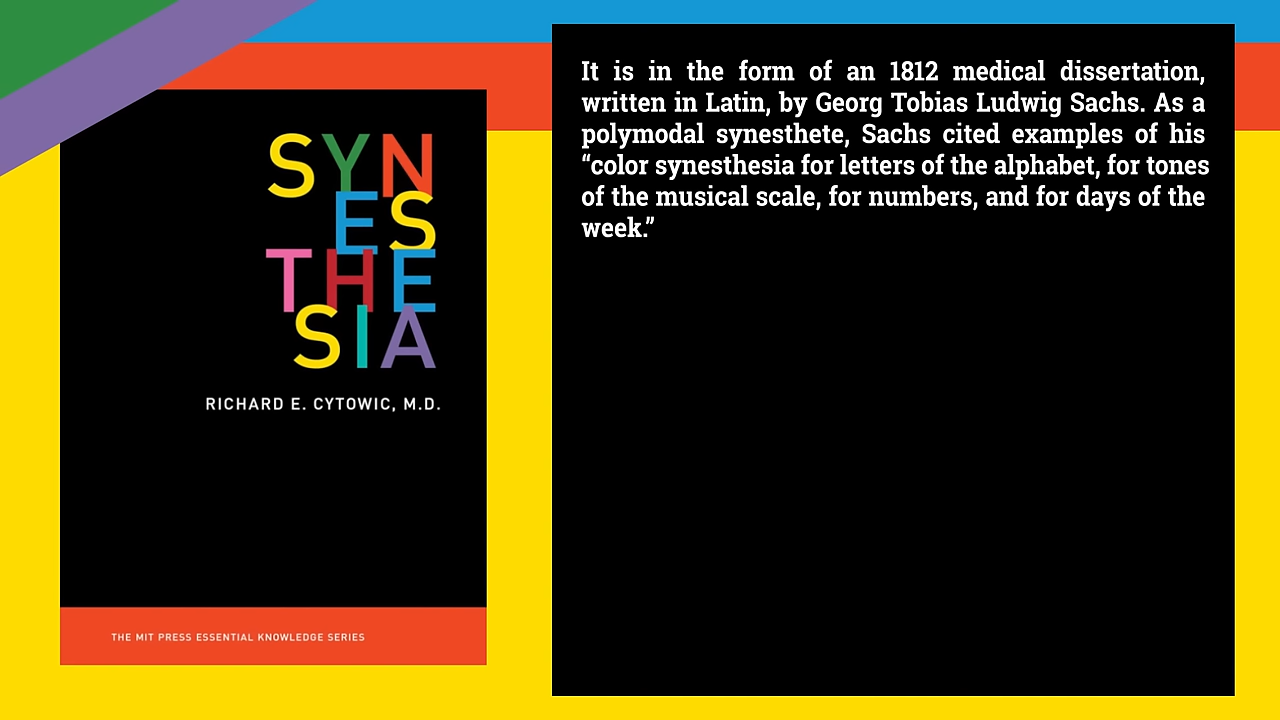 SYN
ES
THE
SIA
RICHARD E. CYTOWIC, M.D.
THE MIT PRESS ESSENTIAL KNOWLEDGE SERIES
It is in the form of an 1812 medical dissertation,
written in Latin, by Georg Tobias Ludwig Sachs. As a
polymodal synesthete, Sachs cited examples of his
“color synesthesia for letters of the alphabet, for tones
of the musical scale, for numbers, and for days of the
week.”